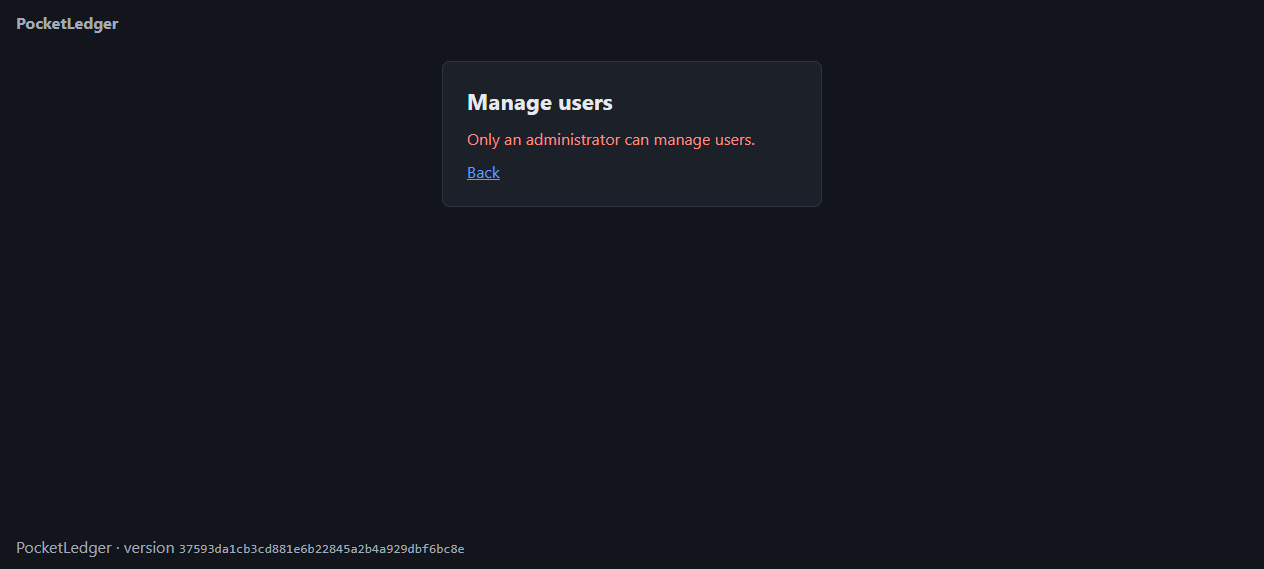 PocketLedger
Manage users
Only an administrator can manage users.
Back
PocketLedger · version 37593da1cb3cd881e6b22845a2b4a929dbf6bc8e